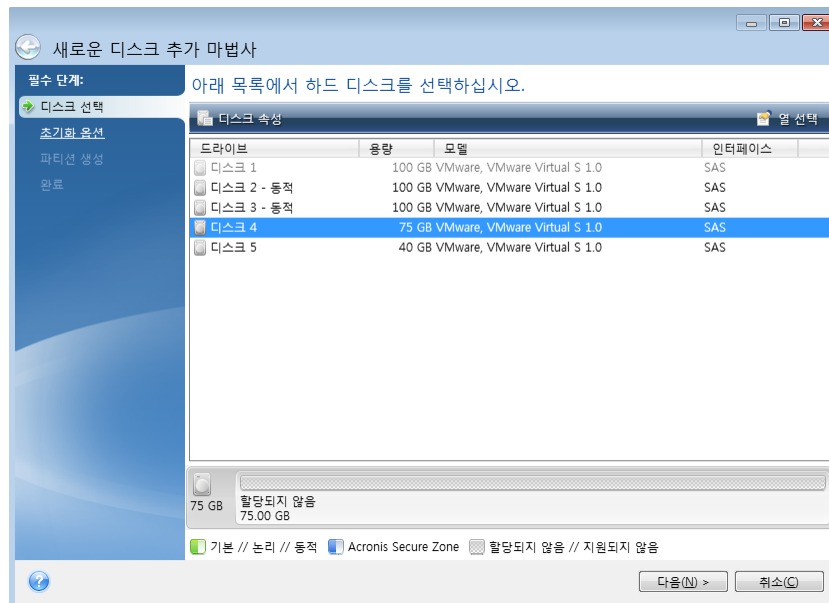 새로운 디스크 추가 마법사
필수 단계:
디스크 선택
초기화 옵션
파티션 생성
완료
아래 목록에서 하드 디스크를 선택하십시오.
디스크 속성 열 선택
드라이브 용량 모델 인터페이스
디스크 1 100 GB VMware, VMware Virtual S 1.0 SAS
디스크 2 - 동적 100 GB VMware, VMware Virtual S 1.0 SAS
디스크 3 - 동적 100 GB VMware, VMware Virtual S 1.0 SAS
디스크 4 75 GB VMware, VMware Virtual S 1.0 SAS
디스크 5 40 GB VMware, VMware Virtual S 1.0 SAS
75 GB
할당되지 않음
75.00 GB
기본 // 논리 // 동적 Acronis Secure Zone 할당되지 않음 // 지원되지 않음
다음(N) > 취소(C)